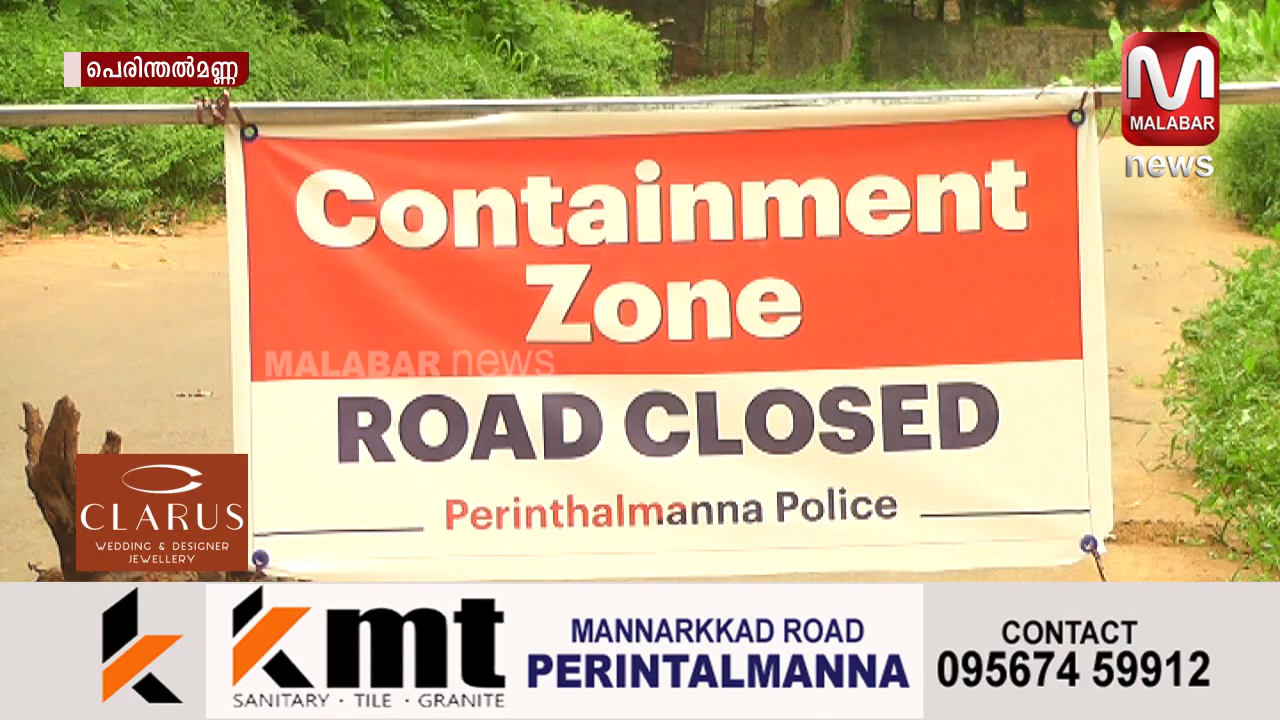 പെരിന്തൽമണ്ണ
MALABAR
news
Containment
Zone
MALABAR news
ROAD CLOSED
Perinthalmanna Police
CLARUS
WEDDING & DESIGNER
JEWELLERY
kmt
SANITARY · TILE · GRANITE
MANNARKKAD ROAD
PERINTALMANNA
CONTACT
095674 59912